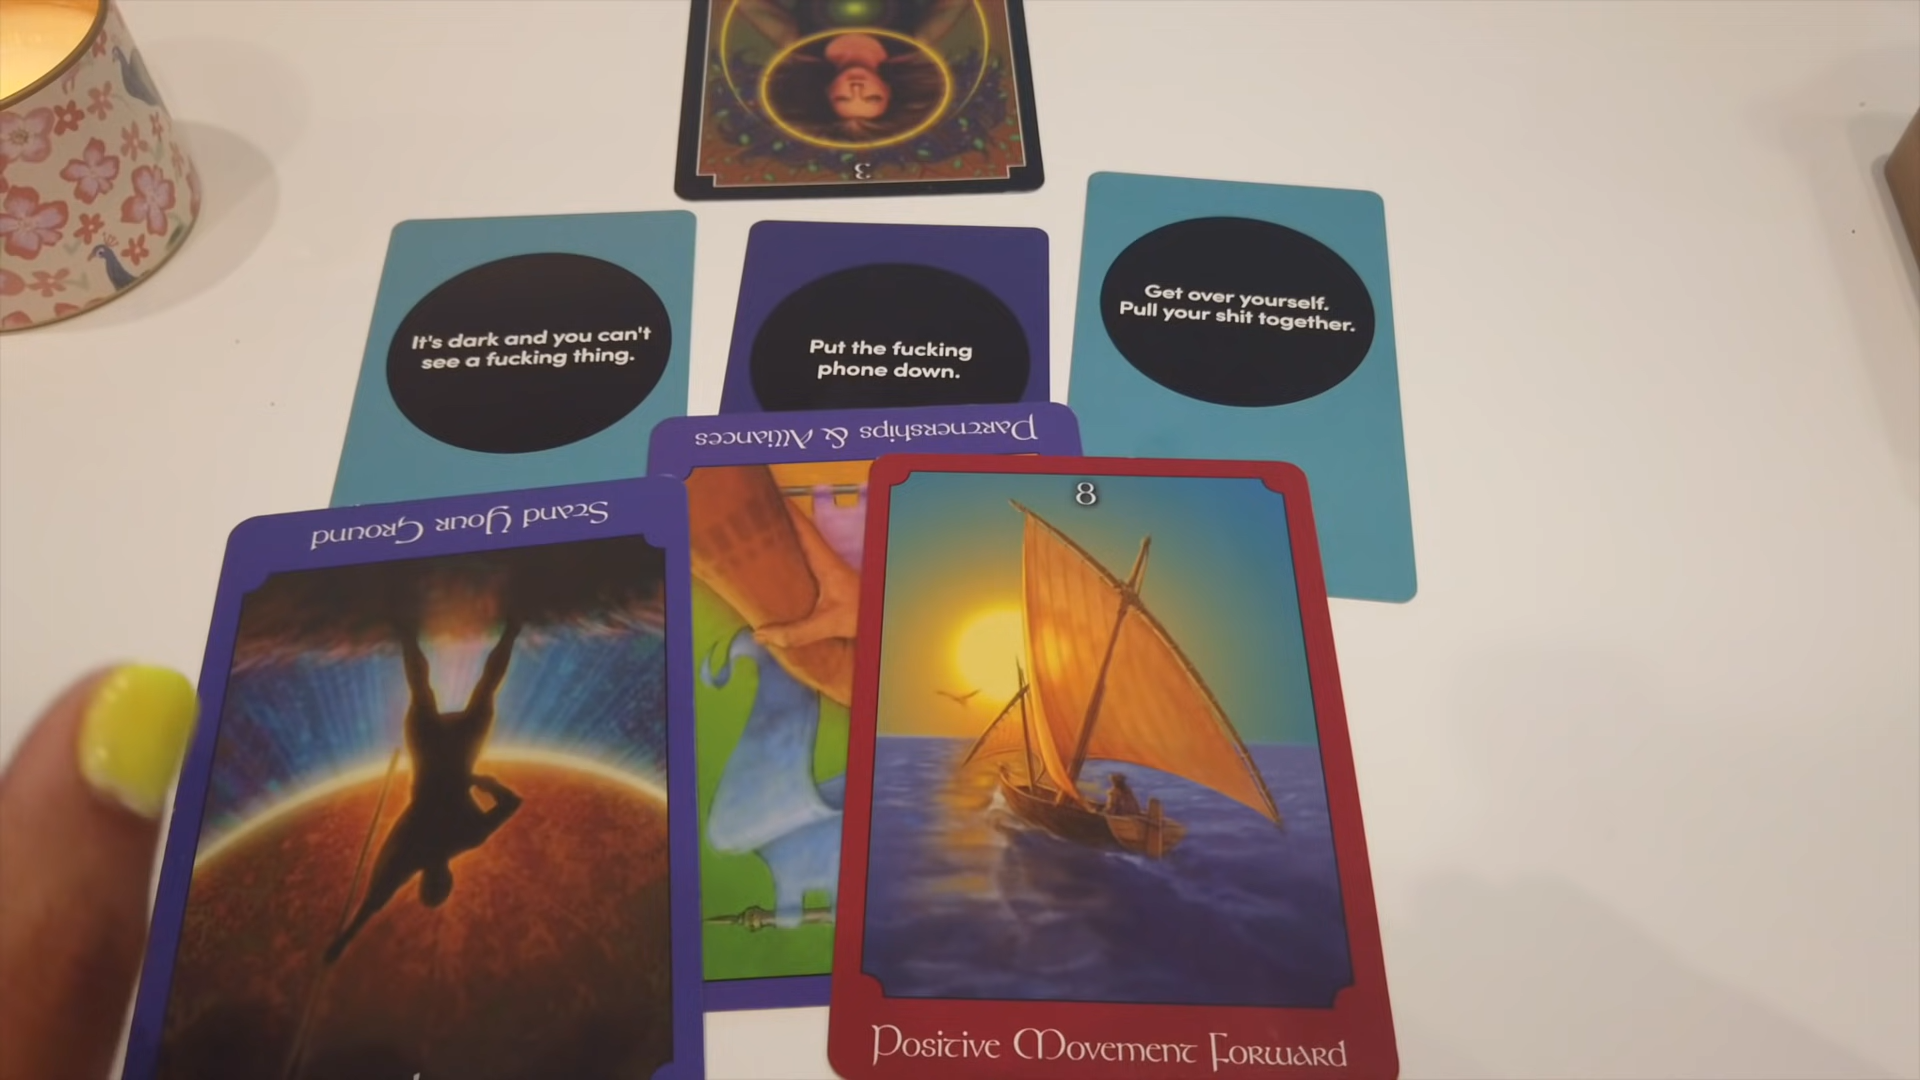 3
It's dark and you can't
see a fucking thing.
Put the fucking
phone down.
Get over yourself.
Pull your shit together.
Partnerships & Alliances
Stand Your Ground
8
Positive Movement Forward